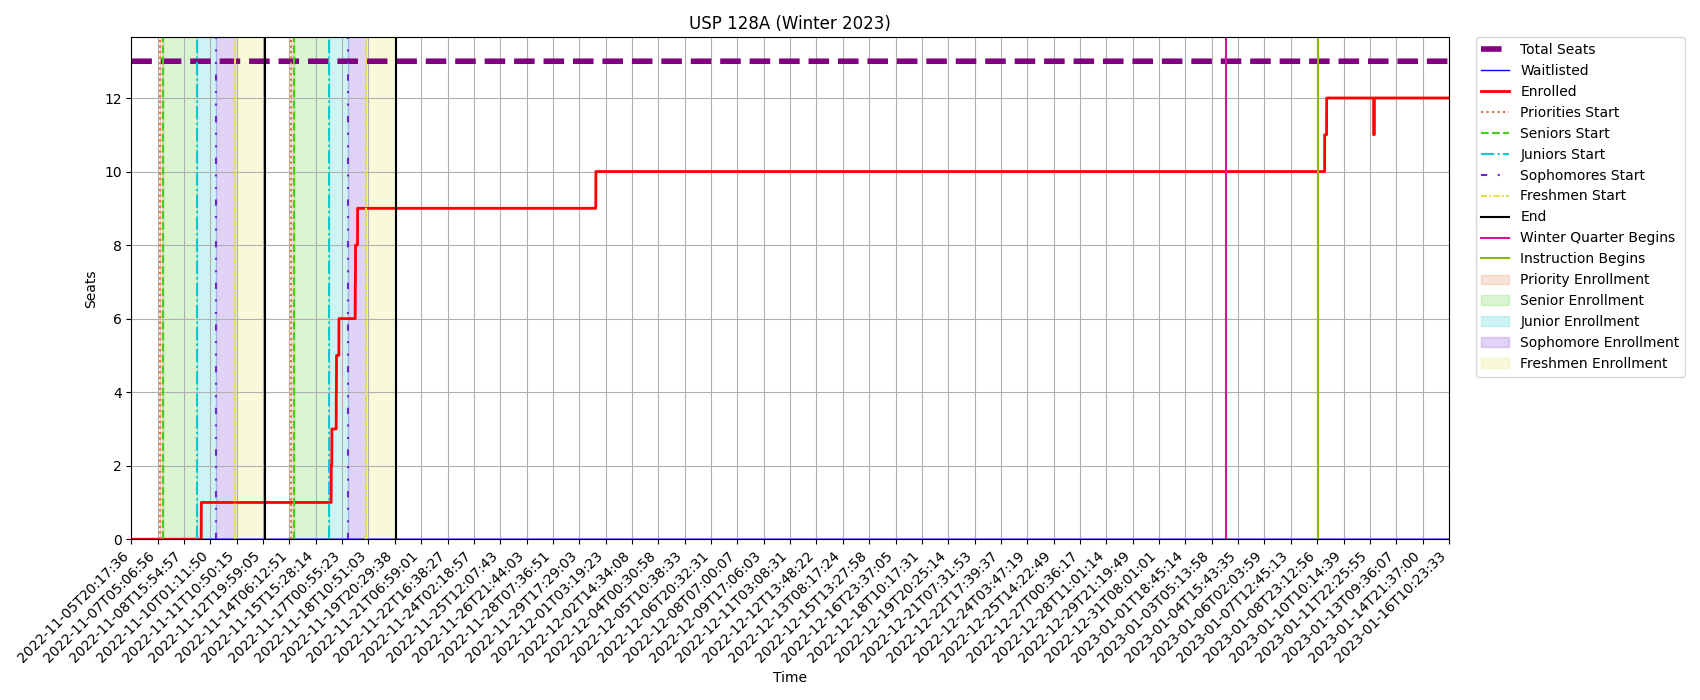 USP 128A (Winter 2023)
Seats
12
10
8
6
4
2
0
2022-11-05T20:17:36
2022-11-07T05:06:56
2022-11-08T15:54:57
2022-11-10T01:11:50
2022-11-11T10:50:15
2022-11-12T19:59:05
2022-11-14T06:12:51
2022-11-15T15:28:14
2022-11-17T00:55:23
2022-11-18T10:51:03
2022-11-19T20:29:38
2022-11-21T06:59:01
2022-11-22T16:38:27
2022-11-24T02:18:57
2022-11-25T12:07:43
2022-11-26T21:44:03
2022-11-28T07:36:51
2022-11-29T17:29:03
2022-12-01T03:19:23
2022-12-02T14:34:08
2022-12-04T00:30:58
2022-12-05T10:38:33
2022-12-06T20:32:31
2022-12-08T07:00:07
2022-12-09T17:06:03
2022-12-11T03:08:31
2022-12-12T13:48:22
2022-12-13T08:17:24
2022-12-15T13:27:58
2022-12-16T23:37:05
2022-12-18T10:17:31
2022-12-19T20:25:14
2022-12-21T07:31:53
2022-12-22T17:39:37
2022-12-24T03:47:19
2022-12-25T14:22:49
2022-12-27T00:36:17
2022-12-28T11:01:14
2022-12-29T21:19:49
2022-12-31T08:01:01
2023-01-01T18:45:14
2023-01-03T05:13:58
2023-01-04T15:43:35
2023-01-06T02:03:59
2023-01-07T12:45:13
2023-01-08T23:12:56
2023-01-10T10:14:39
2023-01-11T22:25:55
2023-01-13T09:36:07
2023-01-14T21:37:00
2023-01-16T10:23:33
Time
Total Seats
Waitlisted
Enrolled
Priorities Start
Seniors Start
Juniors Start
Sophomores Start
Freshmen Start
End
Winter Quarter Begins
Instruction Begins
Priority Enrollment
Senior Enrollment
Junior Enrollment
Sophomore Enrollment
Freshmen Enrollment